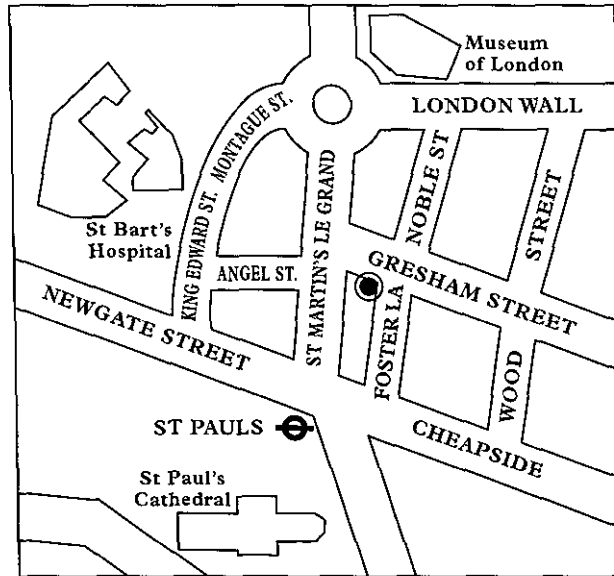 Museum
of London
LONDON WALL
MONTAGUE ST.
KING EDWARD ST.
NOBLE ST
STREET
ST MARTIN'S LE GRAND
St Bart's
Hospital
ANGEL ST.
GRESHAM STREET
NEWGATE STREET
FOSTER LA
WOOD
CHEAPSIDE
ST PAULS
St Paul's
Cathedral